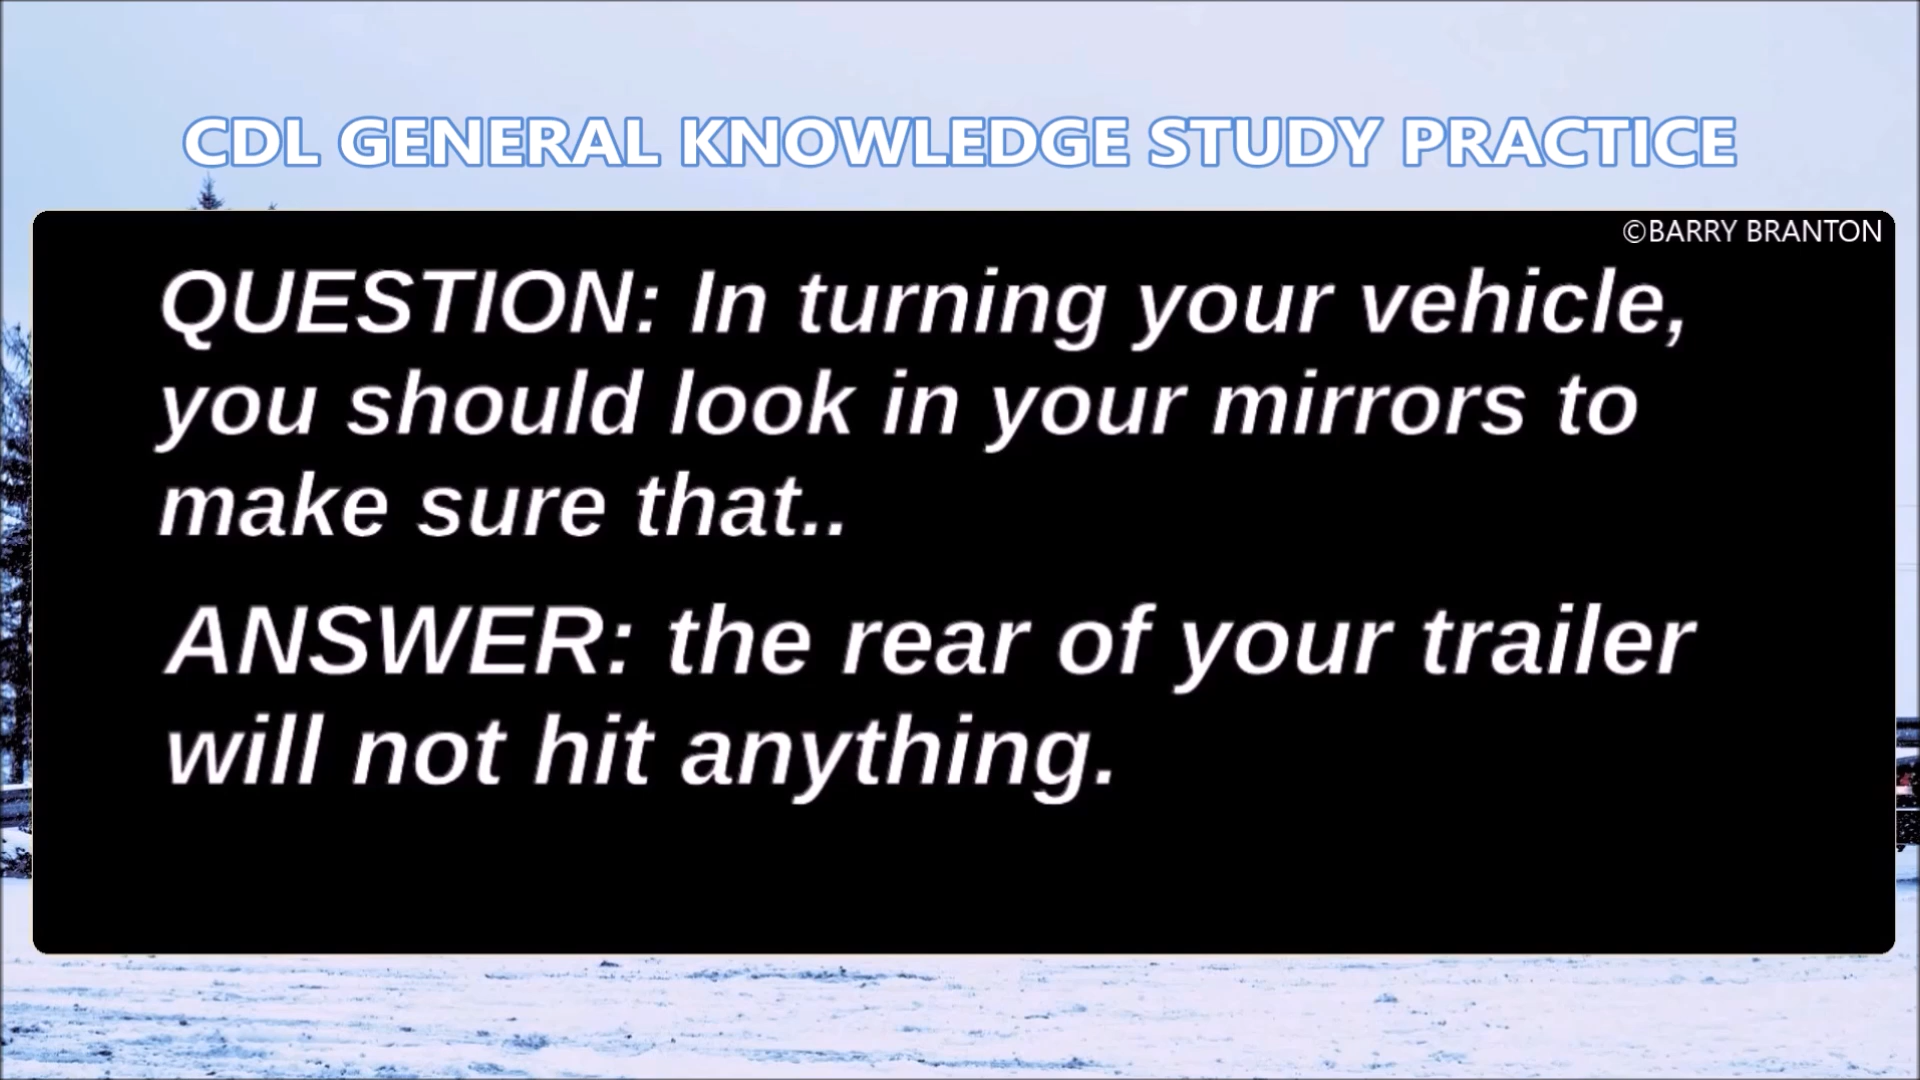 CDL GENERAL KNOWLEDGE STUDY PRACTICE
©BARRY BRANTON
QUESTION: In turning your vehicle,
you should look in your mirrors to
make sure that..
ANSWER: the rear of your trailer
will not hit anything.